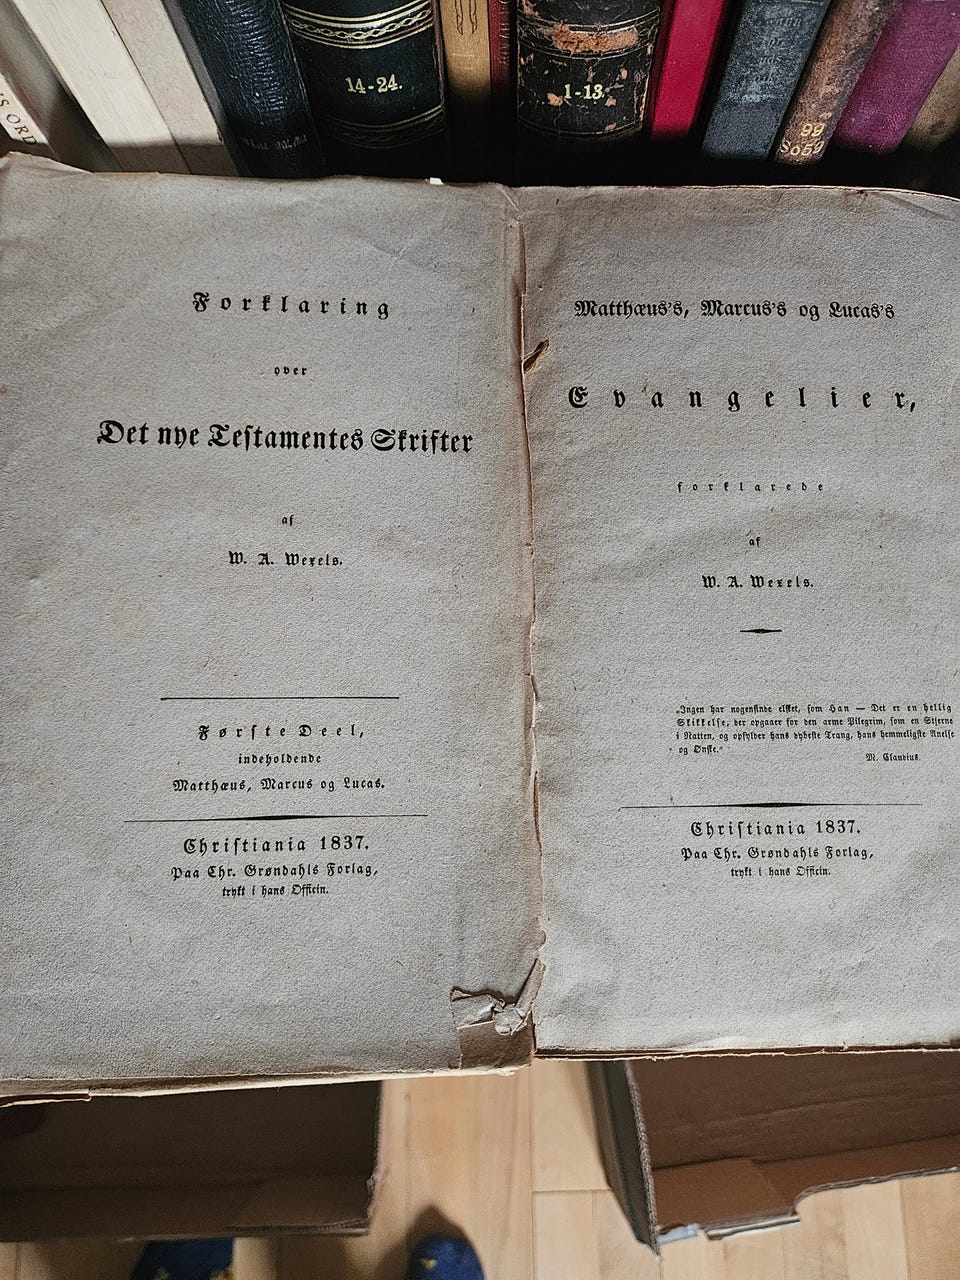 'S ORD
14-24.
1-13.
99
So59
Forklaring
over
Det nye Testamentes Skrifter
af
W. A. Wexels.
Første Deel,
indeholdende
Matthæus, Marcus og Lucas.
Christiania 1837.
Paa Chr. Grøndahls Forlag,
trykt i hans Officin.
Matthæus's, Marcus's og Lucas's
Evangelier,
forklarede
af
W. A. Wexels.
„Ingen har nogensinde elsket, som Han — Det er en hellig
Skikkelse, der opgaaer for den arme Pilegrim, som en Stjerne
i Natten, og opfylder hans dybeste Trang, hans hemmeligste Anelse
og Ønske.“
M. Claudius.
Christiania 1837.
Paa Chr. Grøndahls Forlag,
trykt i hans Officin.